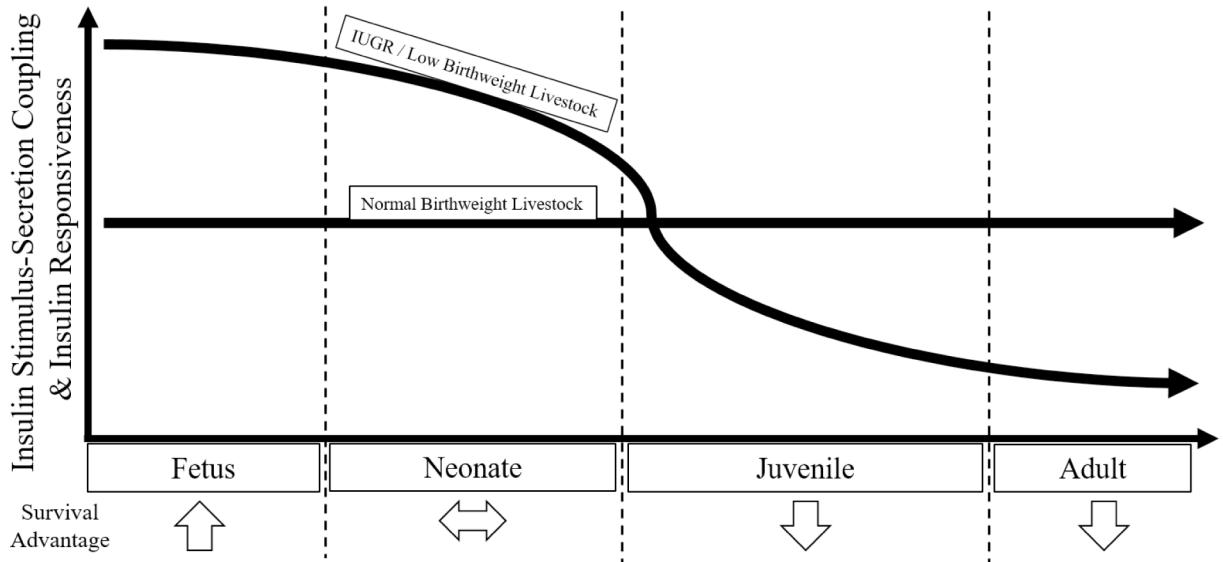 Insulin Stimulus-Secretion Coupling
& Insulin Responsiveness
IUGR / Low Birthweight Livestock
Normal Birthweight Livestock
Fetus
Neonate
Juvenile
Adult
Survival
Advantage